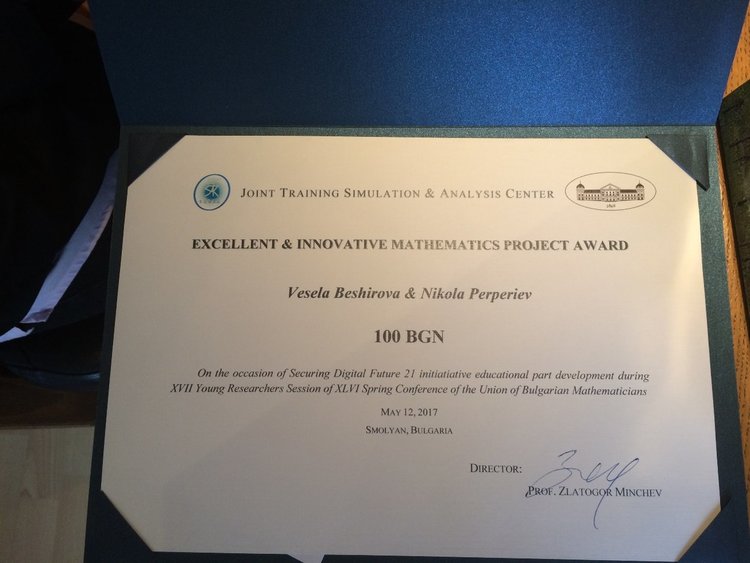 JOINT TRAINING SIMULATION & ANALYSIS CENTER
EXCELLENT & INNOVATIVE MATHEMATICS PROJECT AWARD
Vesela Beshirova & Nikola Perperiev
100 BGN
On the occasion of Securing Digital Future 21 initiatiative educational part development during
XVII Young Researchers Session of XLVI Spring Conference of the Union of Bulgarian Mathematicians
MAY 12, 2017
SMOLYAN, BULGARIA
DIRECTOR:
PROF. ZLATOGOR MINCHEV